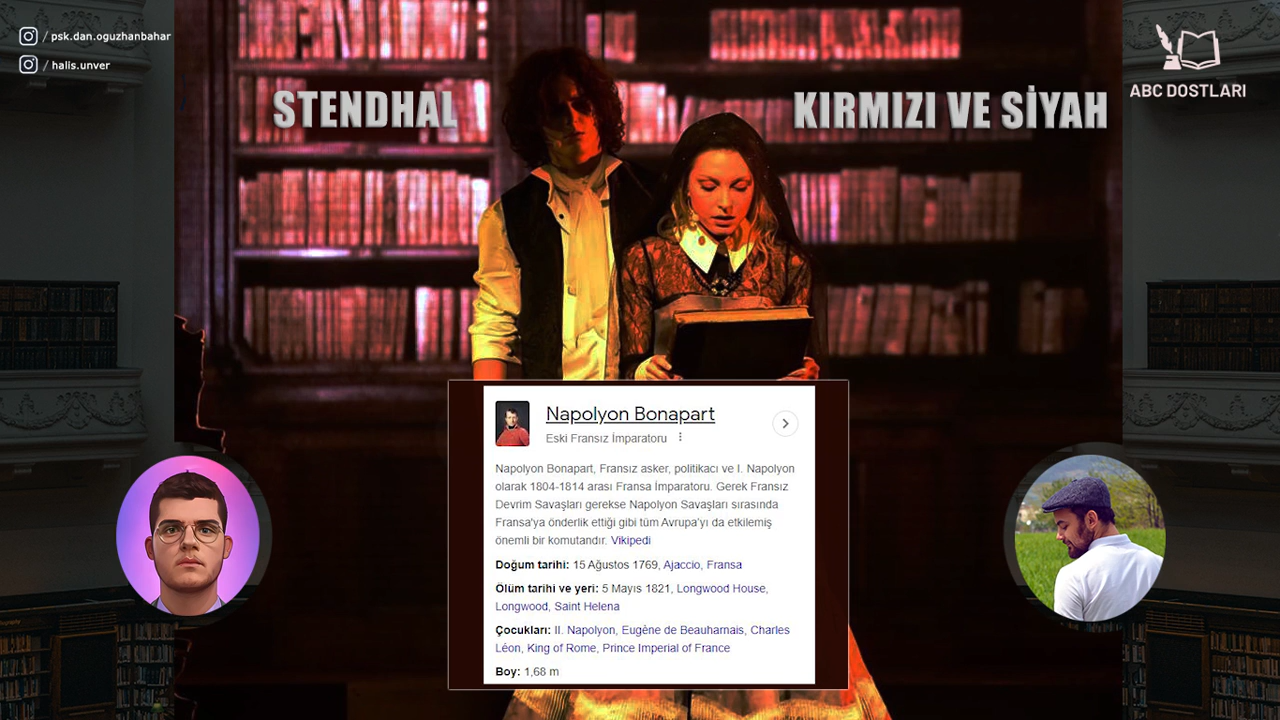 / psk.dan.oguzhanbahar
/ halis.unver
STENDHAL
KIRMIZI VE SİYAH
ABC DOSTLARI
Napolyon Bonapart
Eski Fransız İmparatoru
Napolyon Bonapart, Fransız asker, politikacı ve I. Napolyon
olarak 1804-1814 arası Fransa İmparatoru. Gerek Fransız
Devrim Savaşları gerekse Napolyon Savaşları sırasında
Fransa'ya önderlik ettiği gibi tüm Avrupa'yı da etkilemiş
önemli bir komutandır. Vikipedi
Doğum tarihi: 15 Ağustos 1769, Ajaccio, Fransa
Ölüm tarihi ve yeri: 5 Mayıs 1821, Longwood House,
Longwood, Saint Helena
Çocukları: II. Napolyon, Eugène de Beauharnais, Charles
Léon, King of Rome, Prince Imperial of France
Boy: 1,68 m